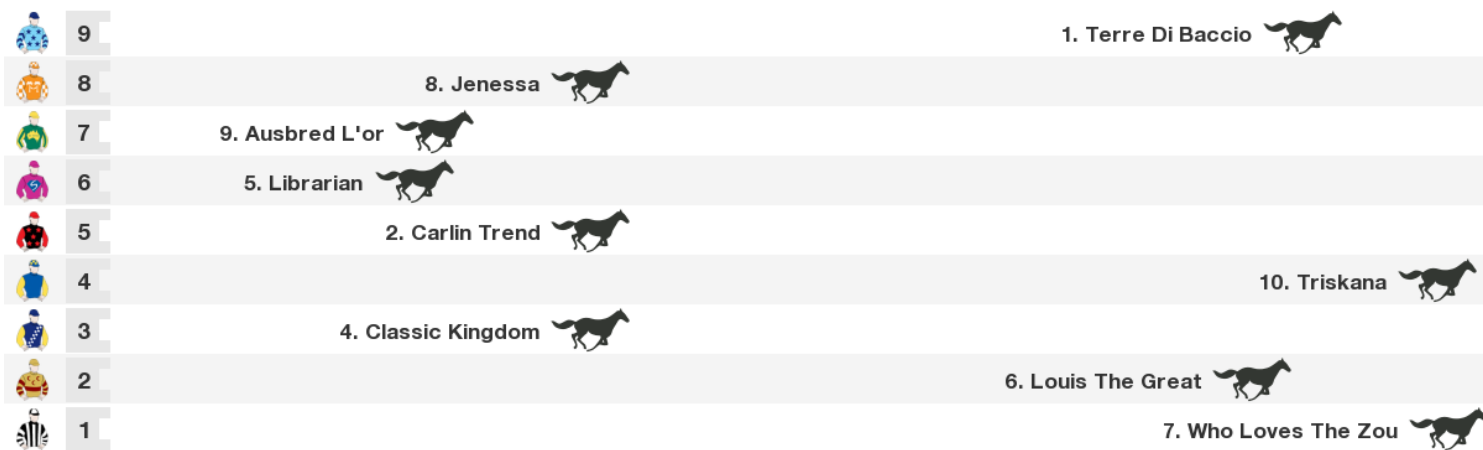 9 1. Terre Di Baccio
8 8. Jenessa
7 9. Ausbred L'or
6 5. Librarian
5 2. Carlin Trend
4 10. Triskana
3 4. Classic Kingdom
2 6. Louis The Great
1 7. Who Loves The Zou